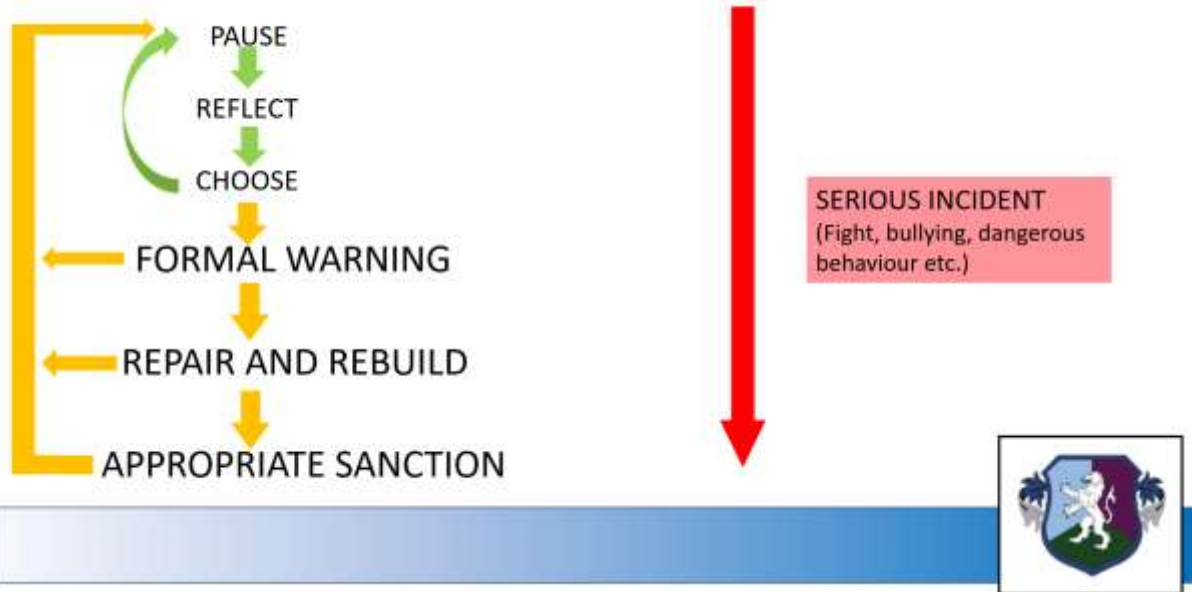 PAUSE
REFLECT
CHOOSE
FORMAL WARNING
REPAIR AND REBUILD
APPROPRIATE SANCTION
SERIOUS INCIDENT
(Fight, bullying, dangerous
behaviour etc.)